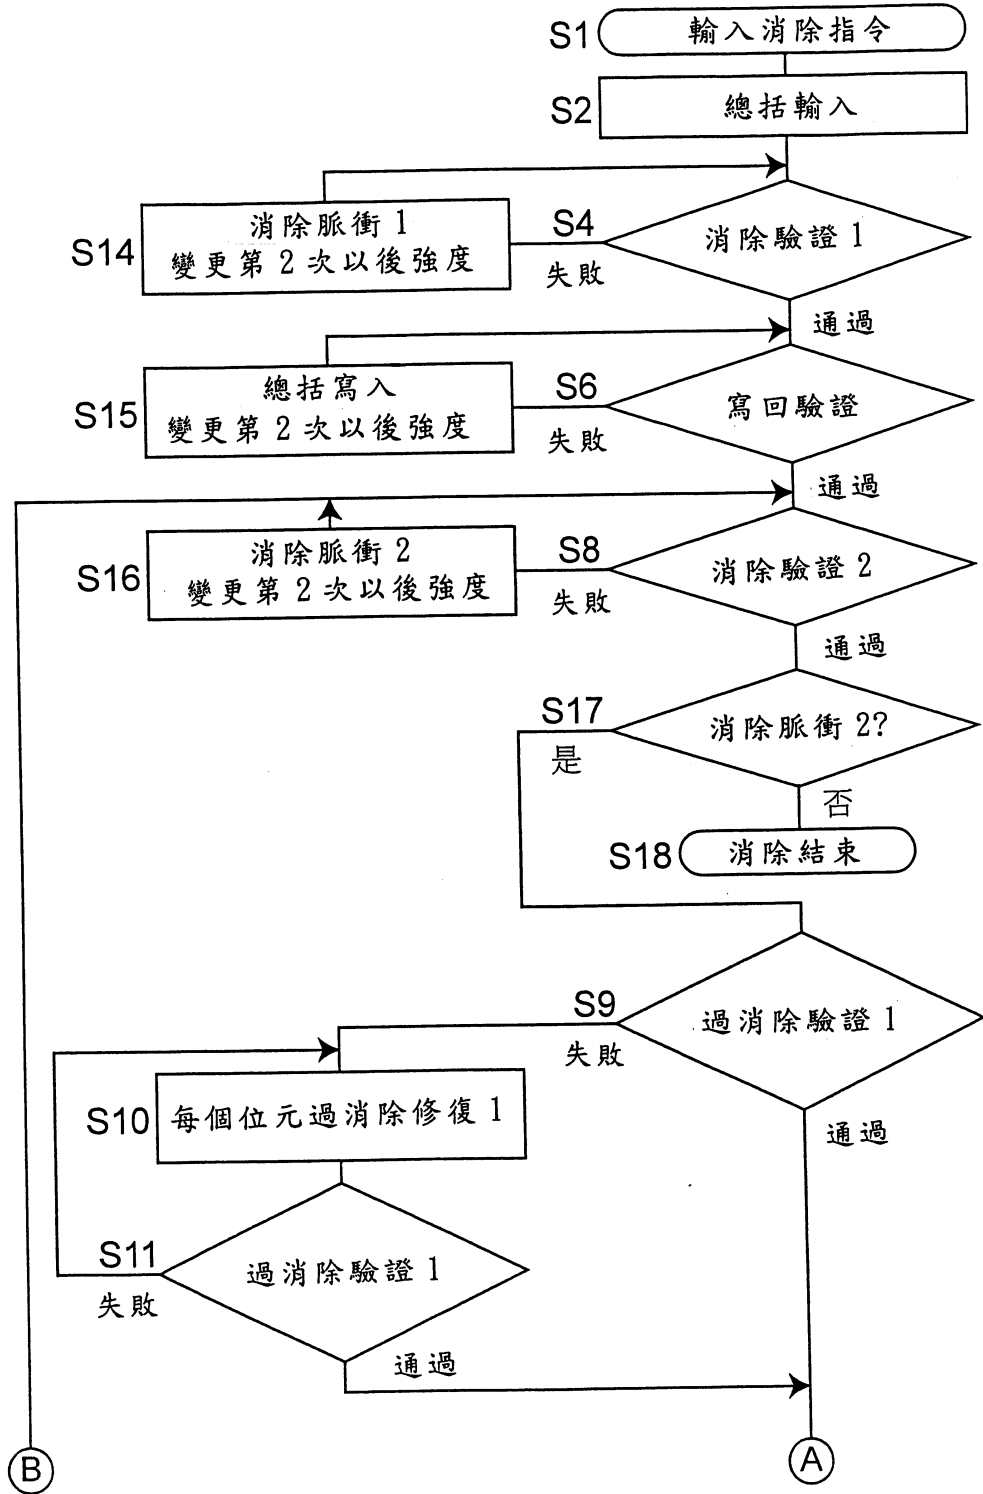 S1 輸入消除指令
S2 總括輸入
S14 消除脈衝 1
變更第 2 次以後強度
S4 消除驗證 1
失敗
通過
S15 總括寫入
變更第 2 次以後強度
S6 寫回驗證
失敗
通過
S16 消除脈衝 2
變更第 2 次以後強度
S8 消除驗證 2
失敗
通過
S17 消除脈衝 2?
是
否
S18 消除結束
S9 過消除驗證 1
失敗
通過
S10 每個位元過消除修復 1
S11 過消除驗證 1
失敗
通過
B
A